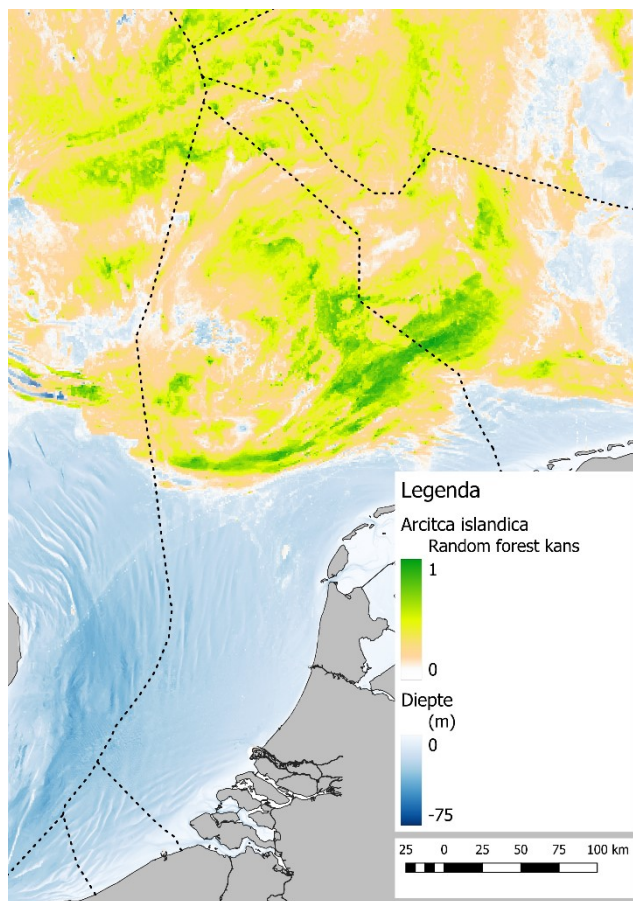 Legenda
Arcitca islandica
Random forest kans
1
0
Diepte
(m)
0
-75
25 0 25 50 75 100 km